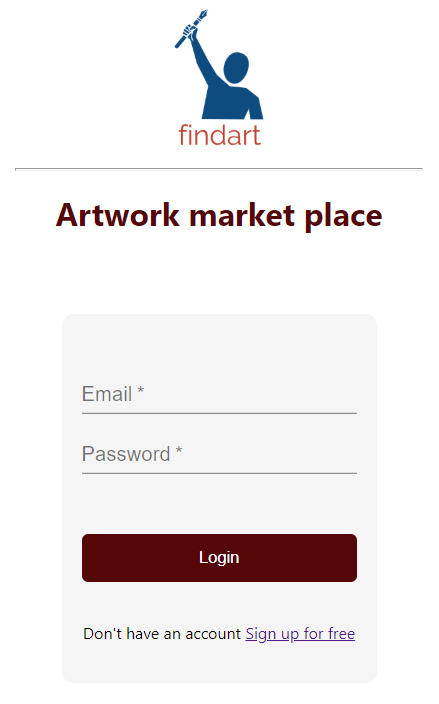 findart
Artwork market place
Email *
Password *
Login
Don't have an account Sign up for free